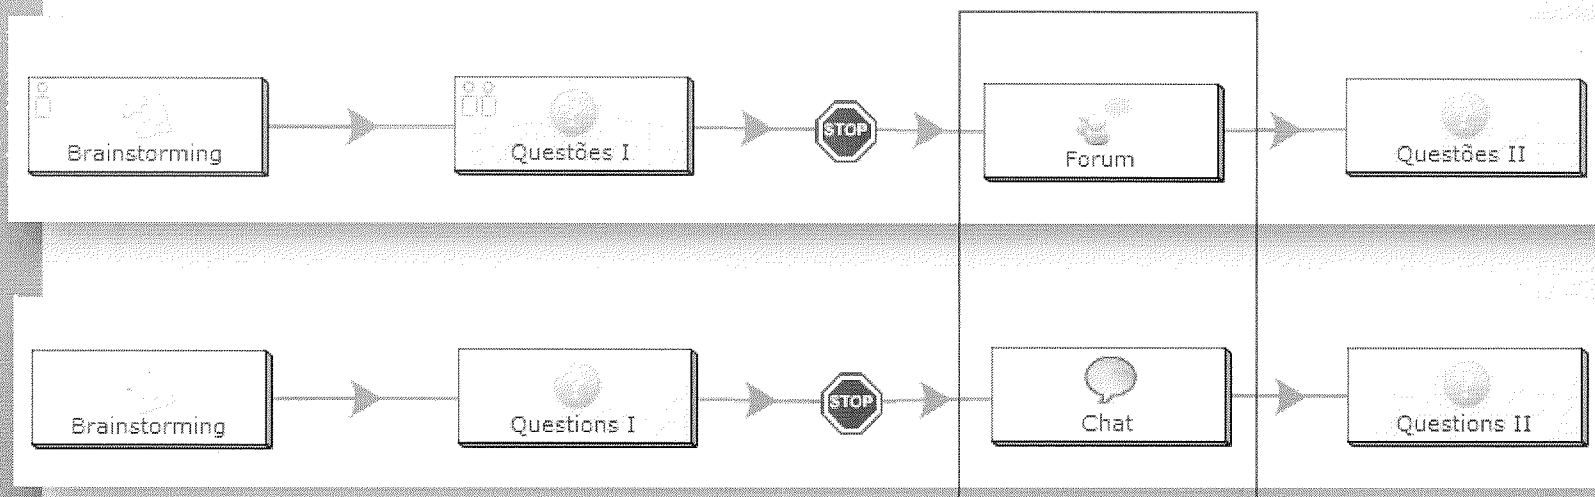 Brainstorming
Questões I
STOP
Forum
Questões II
Brainstorming
Questions I
STOP
Chat
Questions II